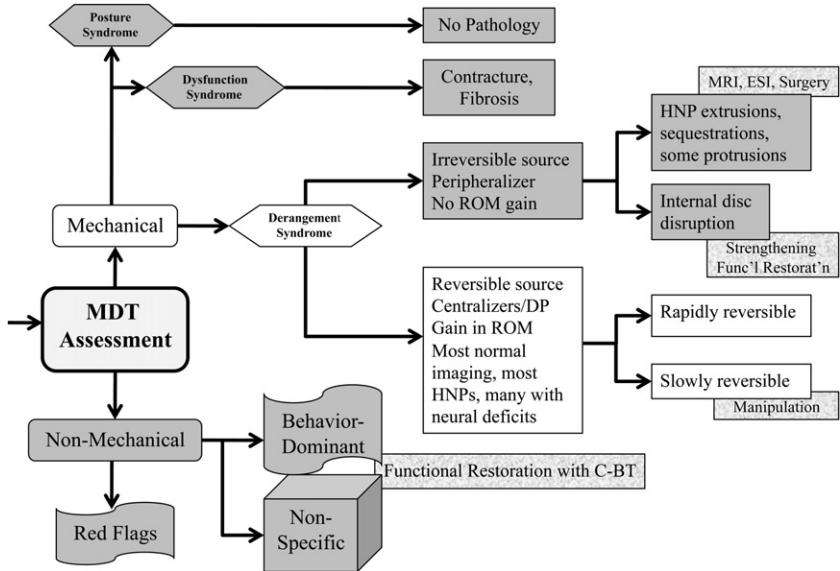 Posture
Syndrome
No Pathology
Dysfunction
Syndrome
Contracture,
Fibrosis
MRI, ESI, Surgery
HNP extrusions,
sequestrations,
some protrusions
Irreversible source
Peripheralizer
No ROM gain
Internal disc
disruption
Strengthening
Func'l Restorat'n
Mechanical
Derangement
Syndrome
MDT
Assessment
Reversible source
Centralizers/DP
Gain in ROM
Most normal
imaging, most
HNPs, many with
neural deficits
Rapidly reversible
Slowly reversible
Manipulation
Non-Mechanical
Behavior-
Dominant
Functional Restoration with C-BT
Red Flags
Non-
Specific